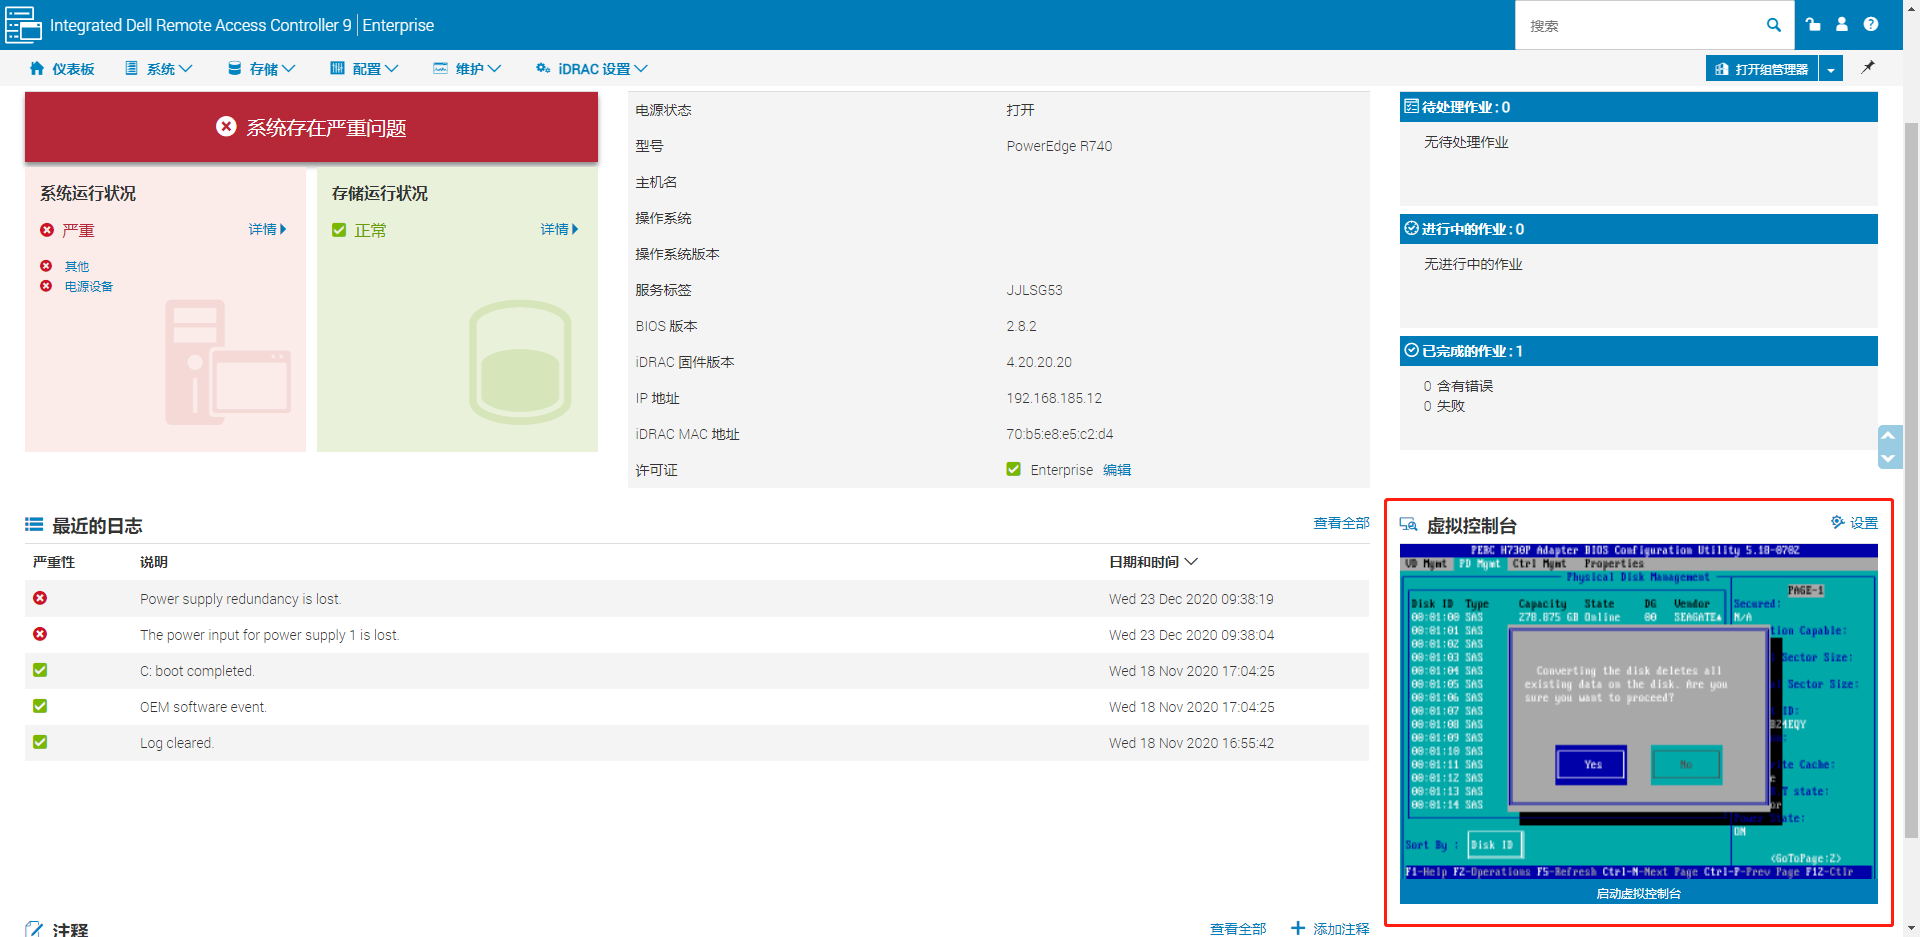 Integrated Dell Remote Access Controller 9 | Enterprise
搜索
仪表板 系统 存储 配置 维护 iDRAC 设置
打开组管理器
系统存在严重问题
系统运行状况
严重 详情
其他
电源设备
存储运行状况
正常 详情
电源状态 打开
型号 PowerEdge R740
主机名
操作系统
操作系统版本
服务标签 JJLSG53
BIOS 版本 2.8.2
iDRAC 固件版本 4.20.20.20
IP 地址 192.168.185.12
iDRAC MAC 地址 70:b5:e8:e5:c2:d4
许可证 Enterprise 编辑
待处理作业: 0
无待处理作业
进行中的作业: 0
无进行中的作业
已完成的作业: 1
0 含有错误
0 失败
最近的日志 查看全部
严重性 说明 日期和时间
Power supply redundancy is lost. Wed 23 Dec 2020 09:38:19
The power input for power supply 1 is lost. Wed 23 Dec 2020 09:38:04
C: boot completed. Wed 18 Nov 2020 17:04:25
OEM software event. Wed 18 Nov 2020 17:04:25
Log cleared. Wed 18 Nov 2020 16:55:42
虚拟控制台 设置
PERC H730P Adapter BIOS Configuration Utility 5.18-0702
VD Mgmt PD Mgmt Ctrl Mgmt Properties
Physical Disk Management
PAGE-1
Disk ID Type Capacity State DG Vendor
00:01:00 SAS 278.875 GB Online 00 SEAGATE
00:01:01 SAS
00:01:02 SAS
00:01:03 SAS
00:01:04 SAS
00:01:05 SAS
00:01:06 SAS
00:01:07 SAS
00:01:08 SAS
00:01:09 SAS
00:01:10 SAS
00:01:11 SAS
00:01:12 SAS
00:01:13 SAS
00:01:14 SAS
Secured:
N/A
tion Capable:
Sector Size:
Sector Size:
ID:
te Cache:
T state:
ate:
ON
Converting the disk deletes all
existing data on the disk. Are you
sure you want to proceed?
Yes No
Sort By : Disk ID
<GoToPage:2>
F1-Help F2-Operations F5-Refresh Ctrl-N-Next Page Ctrl-P-Prev Page F12-Ctlr
启动虚拟控制台
注释 查看全部 添加注释